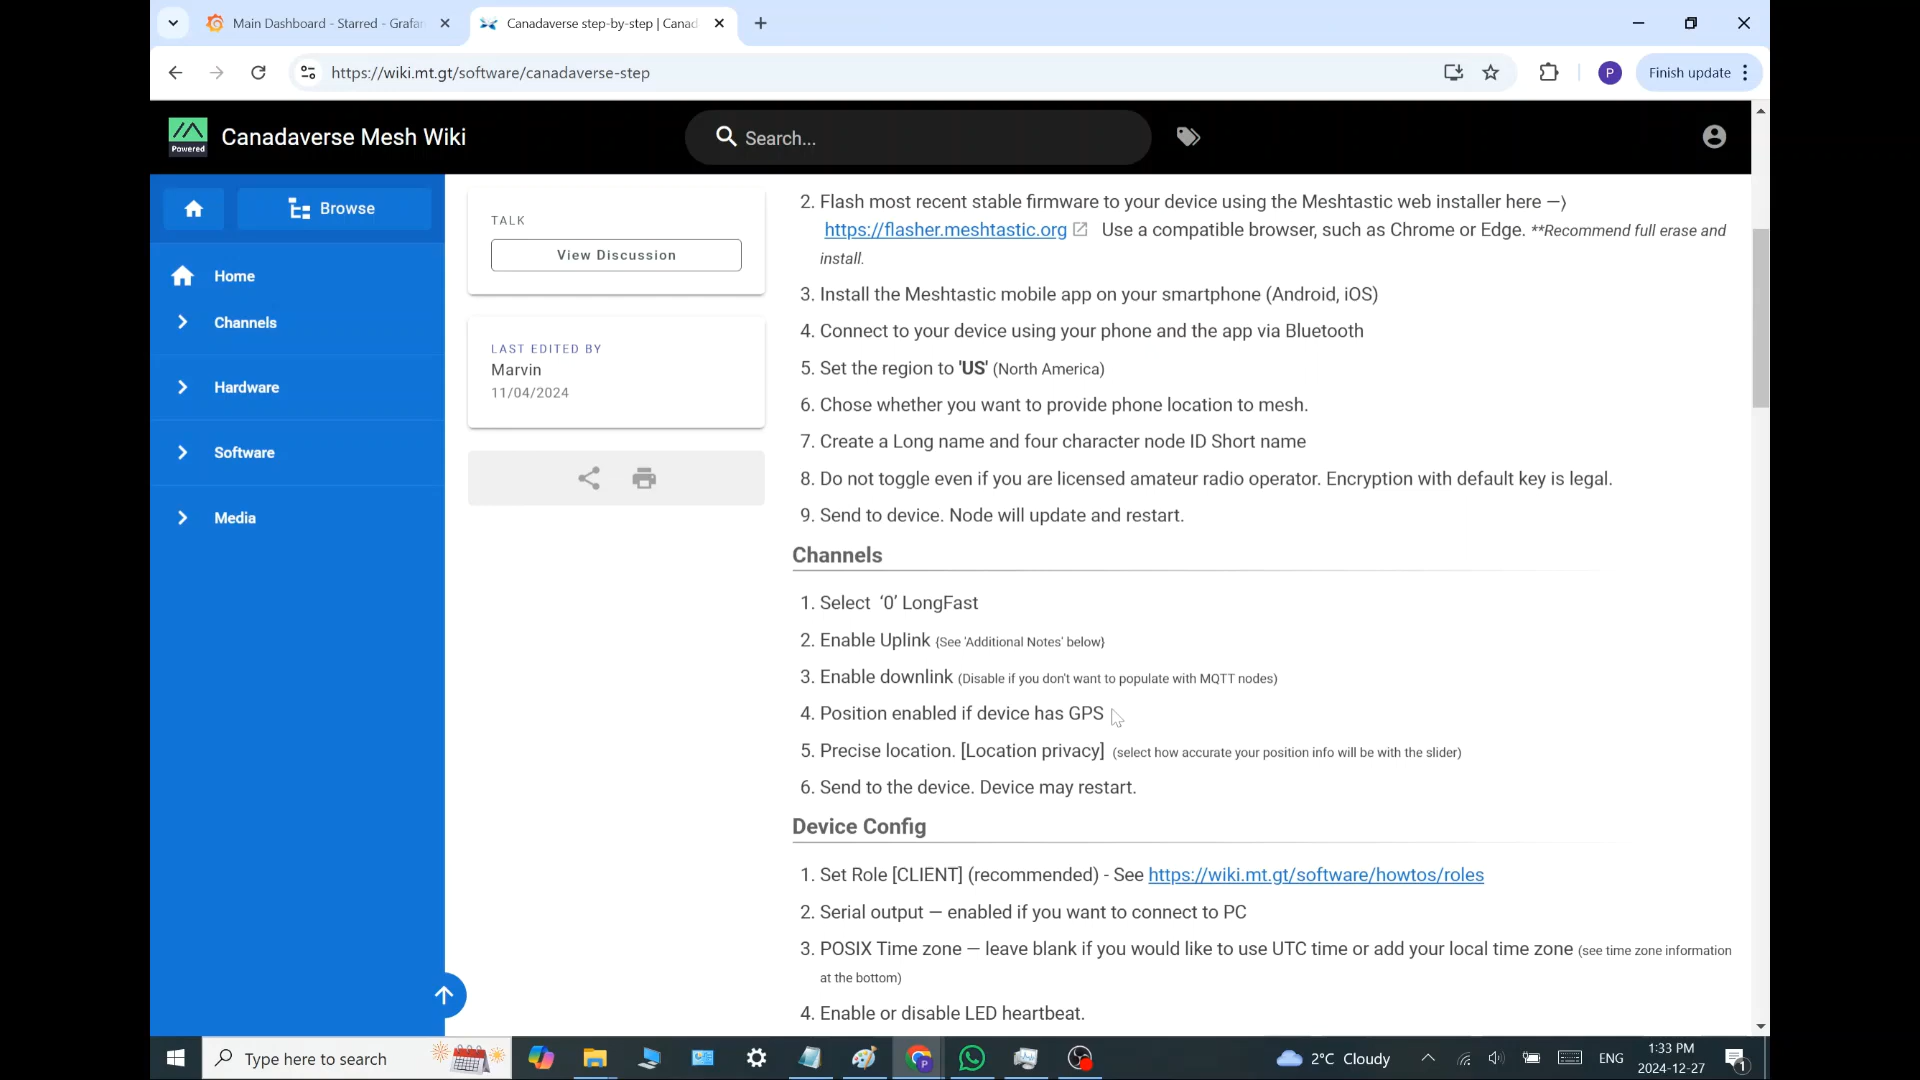 Main Dashboard - Starred - Grafan
Canadaverse step-by-step | Canad
https://wiki.mt.gt/software/canadaverse-step
P
Finish update
Powered
Canadaverse Mesh Wiki
Search...
Browse
Home
Channels
Hardware
Software
Media
TALK
View Discussion
LAST EDITED BY
Marvin
11/04/2024
2. Flash most recent stable firmware to your device using the Meshtastic web installer here —⟩
https://flasher.meshtastic.org Use a compatible browser, such as Chrome or Edge. **Recommend full erase and
install.
3. Install the Meshtastic mobile app on your smartphone (Android, iOS)
4. Connect to your device using your phone and the app via Bluetooth
5. Set the region to 'US' (North America)
6. Chose whether you want to provide phone location to mesh.
7. Create a Long name and four character node ID Short name
8. Do not toggle even if you are licensed amateur radio operator. Encryption with default key is legal.
9. Send to device. Node will update and restart.
Channels
1. Select ‘0’ LongFast
2. Enable Uplink {See 'Additional Notes' below}
3. Enable downlink (Disable if you don't want to populate with MQTT nodes)
4. Position enabled if device has GPS
5. Precise location. [Location privacy] (select how accurate your position info will be with the slider)
6. Send to the device. Device may restart.
Device Config
1. Set Role [CLIENT] (recommended) - See https://wiki.mt.gt/software/howtos/roles
2. Serial output — enabled if you want to connect to PC
3. POSIX Time zone — leave blank if you would like to use UTC time or add your local time zone (see time zone information
at the bottom)
4. Enable or disable LED heartbeat.
Type here to search
2°C Cloudy
ENG
1:33 PM
2024-12-27
1